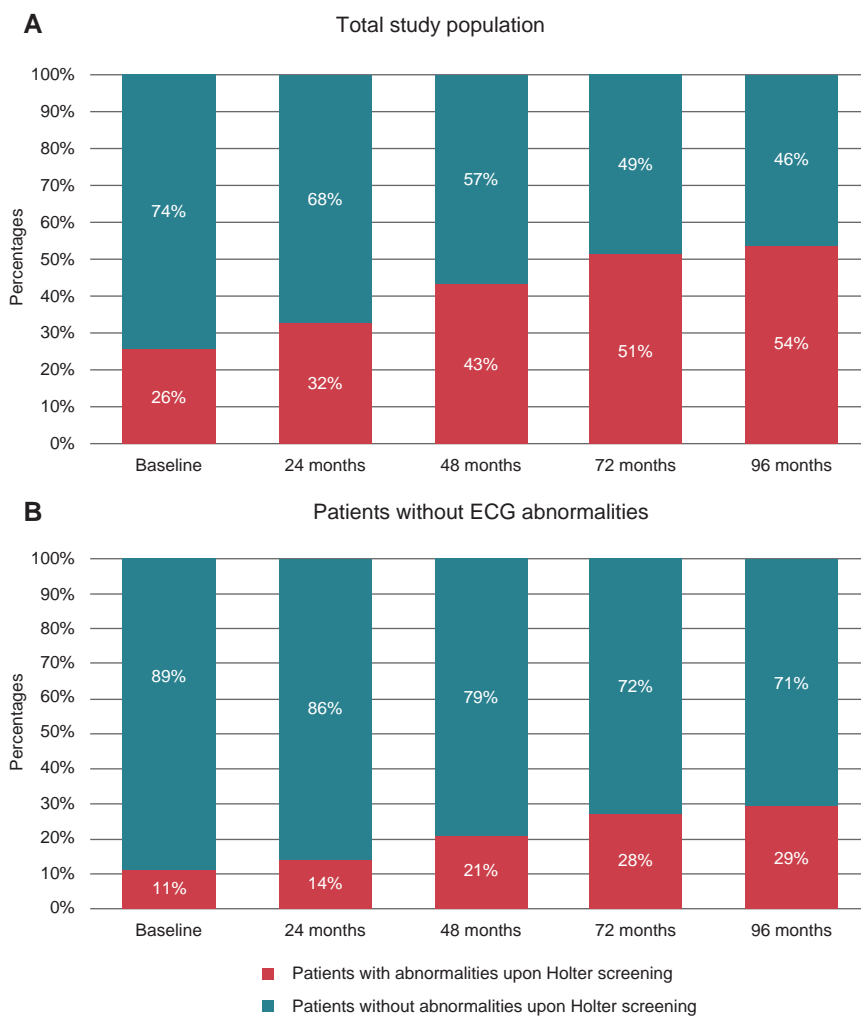 A
Total study population
Percentages
100%
90%
80%
70%
60%
50%
40%
30%
20%
10%
0%
74%
68%
57%
49%
46%
26%
32%
43%
51%
54%
Baseline
24 months
48 months
72 months
96 months
B
Patients without ECG abnormalities
Percentages
100%
90%
80%
70%
60%
50%
40%
30%
20%
10%
0%
89%
86%
79%
72%
71%
11%
14%
21%
28%
29%
Baseline
24 months
48 months
72 months
96 months
Patients with abnormalities upon Holter screening
Patients without abnormalities upon Holter screening